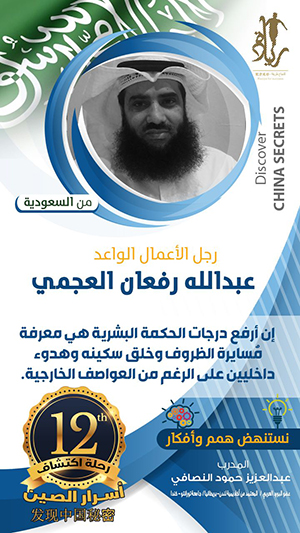 ريادة
Discover
CHINA SECRETS
من السعودية
رجل الأعمال الواعد
عبدالله رفعان العجمي
إن أرفع درجات الحكمة البشرية هي معرفة
مُسايرة الظروف وخلق سكينه وهدوء
داخليين على الرغم من العواصف الخارجية.
12th
رحلة اكتشاف
أسرار الصين
发现中国秘密
نستنهض همم وأفكار
المدرب
عبدالعزيز حمود النصافي